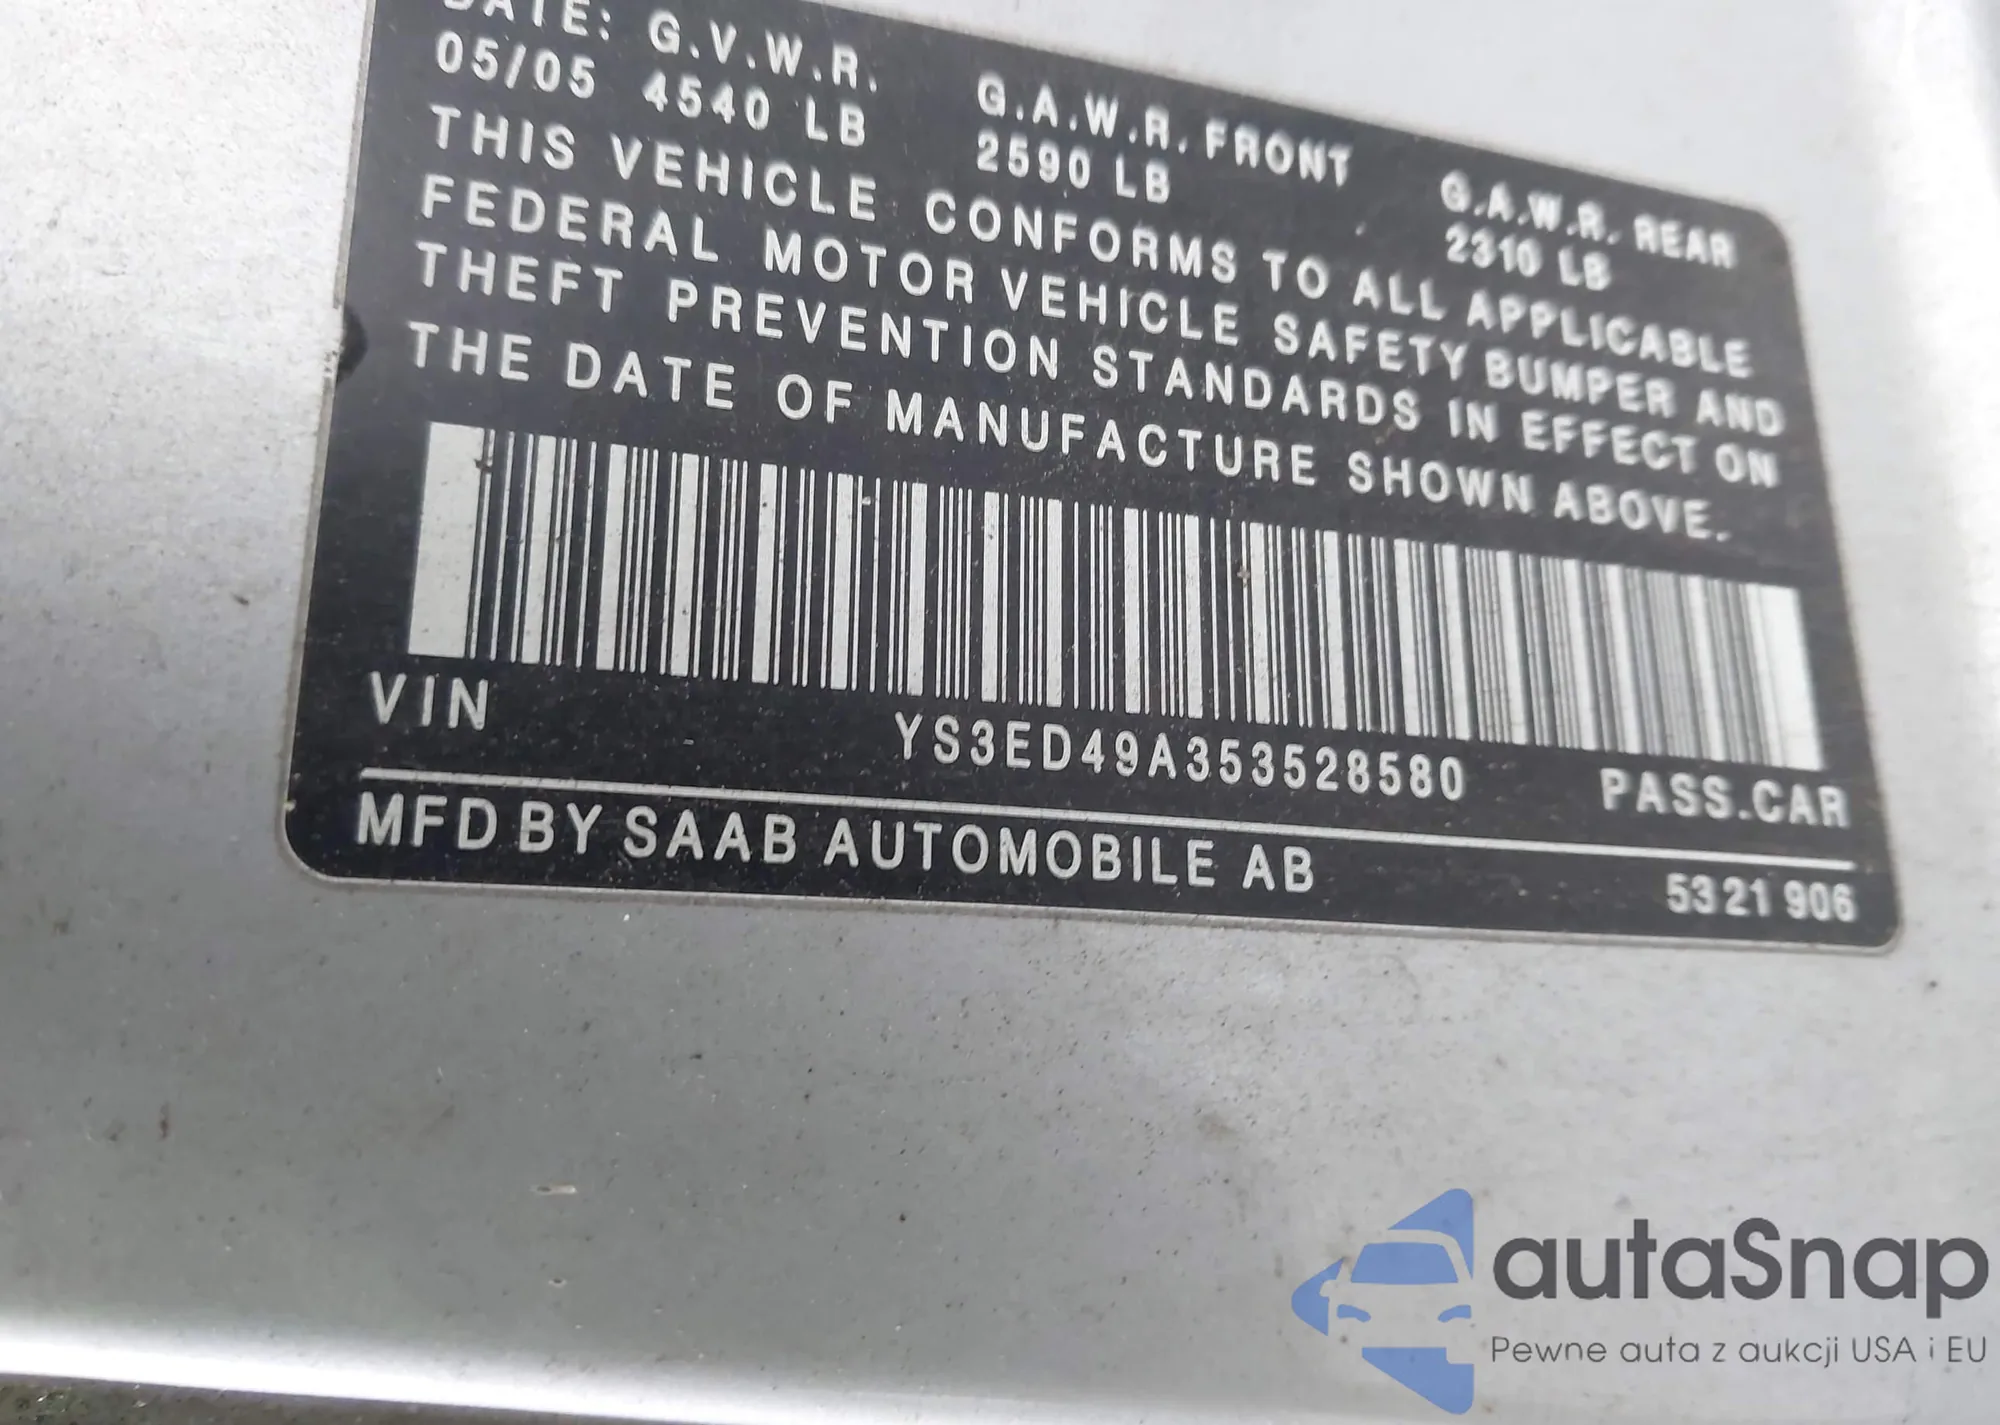 DATE: G.V.W.R. G.A.W.R. FRONT G.A.W.R. REAR
05/05 4540 LB 2590 LB 2310 LB
THIS VEHICLE CONFORMS TO ALL APPLICABLE
FEDERAL MOTOR VEHICLE SAFETY BUMPER AND
THEFT PREVENTION STANDARDS IN EFFECT ON
THE DATE OF MANUFACTURE SHOWN ABOVE.
VIN YS3ED49A353528580 PASS.CAR
MFD BY SAAB AUTOMOBILE AB 5321 906
autaSnap
Pewne auta z aukcji USA i EU